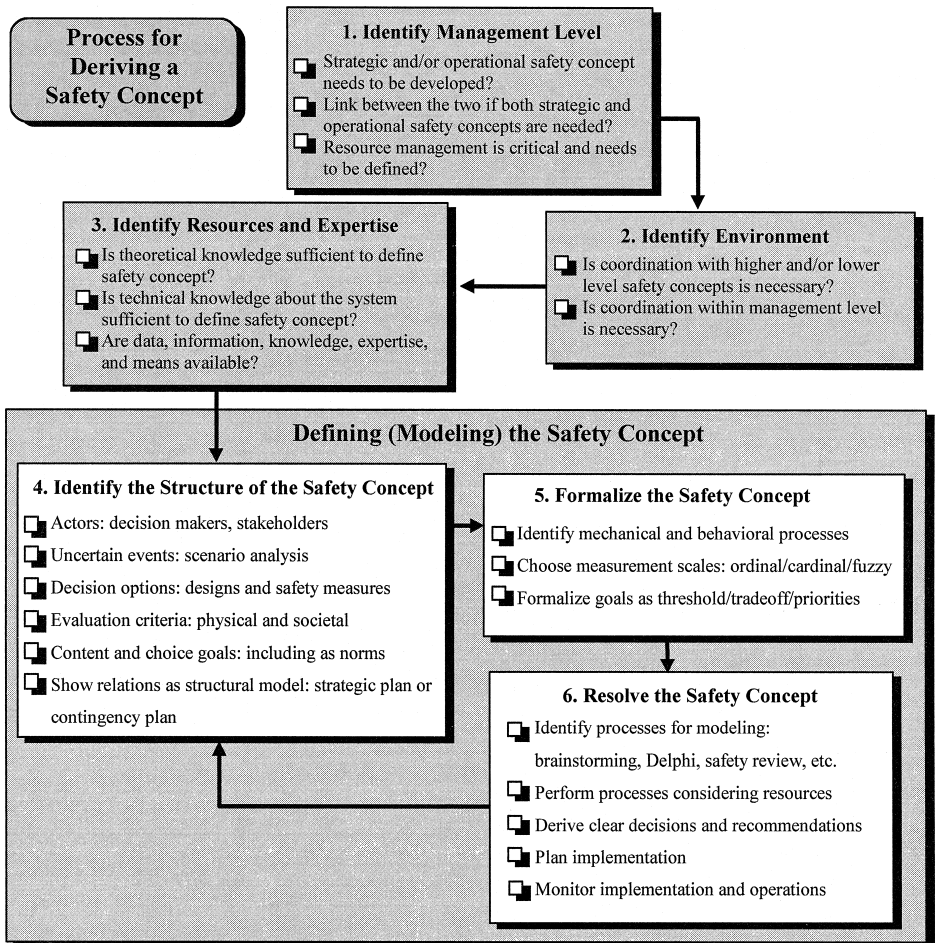 Process for
Deriving a
Safety Concept
1. Identify Management Level
Strategic and/or operational safety concept
needs to be developed?
Link between the two if both strategic and
operational safety concepts are needed?
Resource management is critical and needs
to be defined?
2. Identify Environment
Is coordination with higher and/or lower
level safety concepts is necessary?
Is coordination within management level
is necessary?
3. Identify Resources and Expertise
Is theoretical knowledge sufficient to define
safety concept?
Is technical knowledge about the system
sufficient to define safety concept?
Are data, information, knowledge, expertise,
and means available?
Defining (Modeling) the Safety Concept
4. Identify the Structure of the Safety Concept
Actors: decision makers, stakeholders
Uncertain events: scenario analysis
Decision options: designs and safety measures
Evaluation criteria: physical and societal
Content and choice goals: including as norms
Show relations as structural model: strategic plan or
contingency plan
5. Formalize the Safety Concept
Identify mechanical and behavioral processes
Choose measurement scales: ordinal/cardinal/fuzzy
Formalize goals as threshold/tradeoff/priorities
6. Resolve the Safety Concept
Identify processes for modeling:
brainstorming, Delphi, safety review, etc.
Perform processes considering resources
Derive clear decisions and recommendations
Plan implementation
Monitor implementation and operations